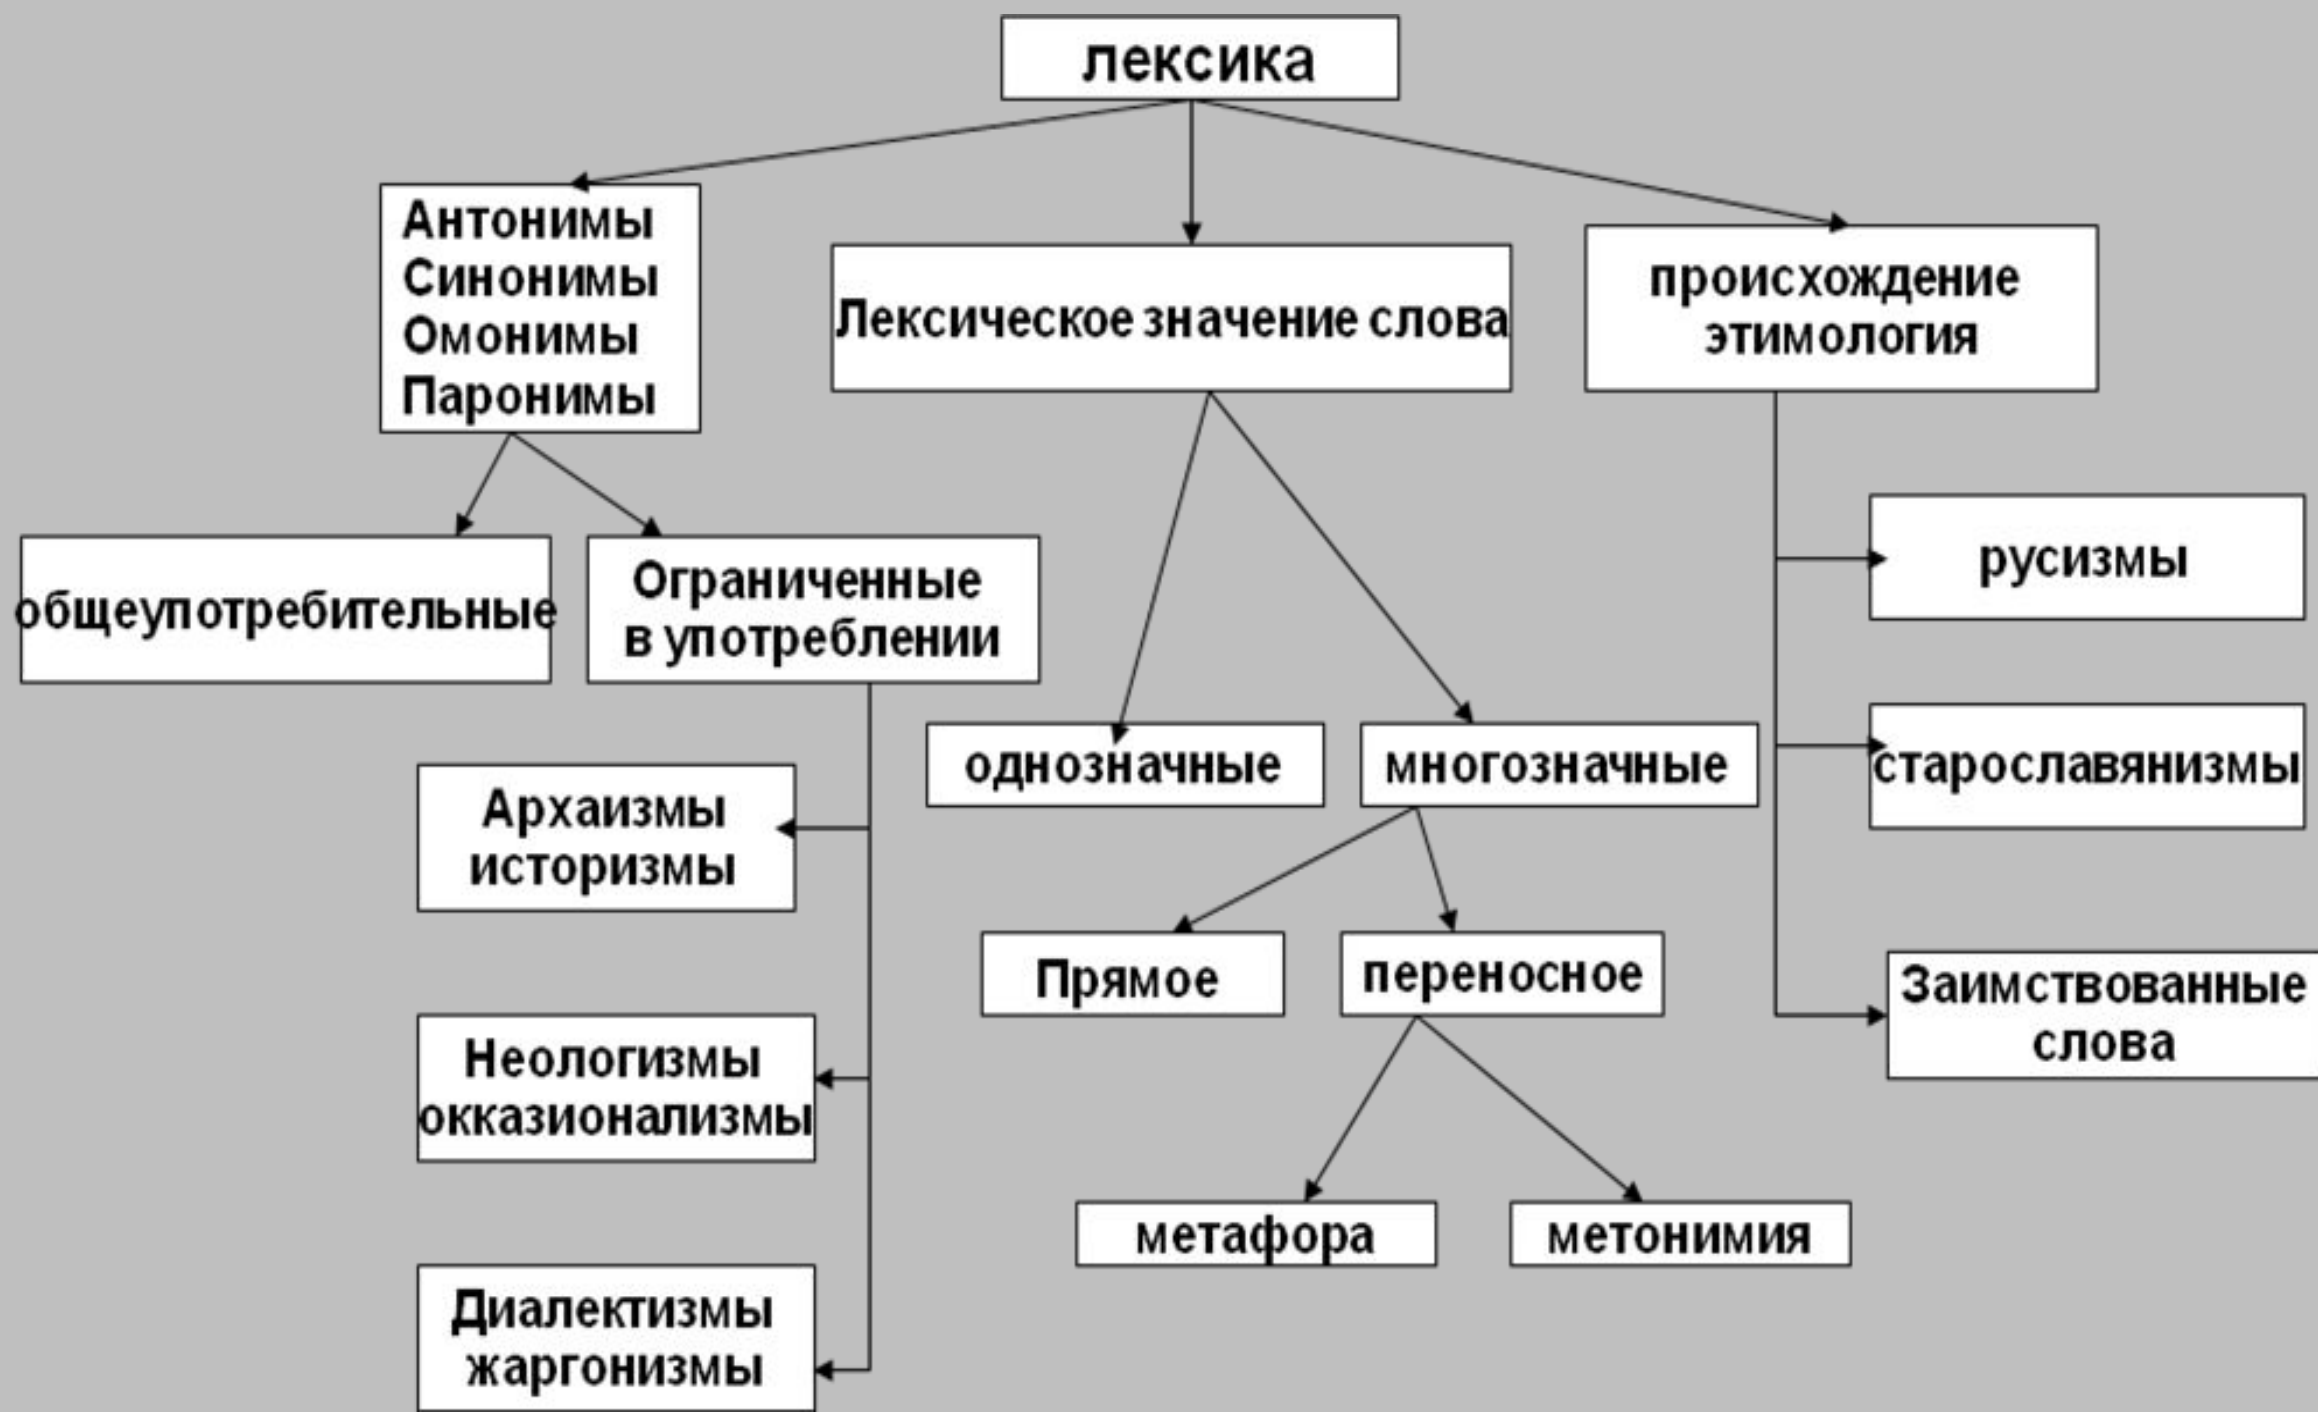 лексика
Антонимы
Синонимы
Омонимы
Паронимы
Лексическое значение слова
происхождение
этимология
общеупотребительные
Ограниченные
в употреблении
русизмы
однозначные
многозначные
старославянизмы
Архаизмы
историзмы
Прямое
переносное
Заимствованные
слова
Неологизмы
окказионализмы
метафора
метонимия
Диалектизмы
жаргонизмы